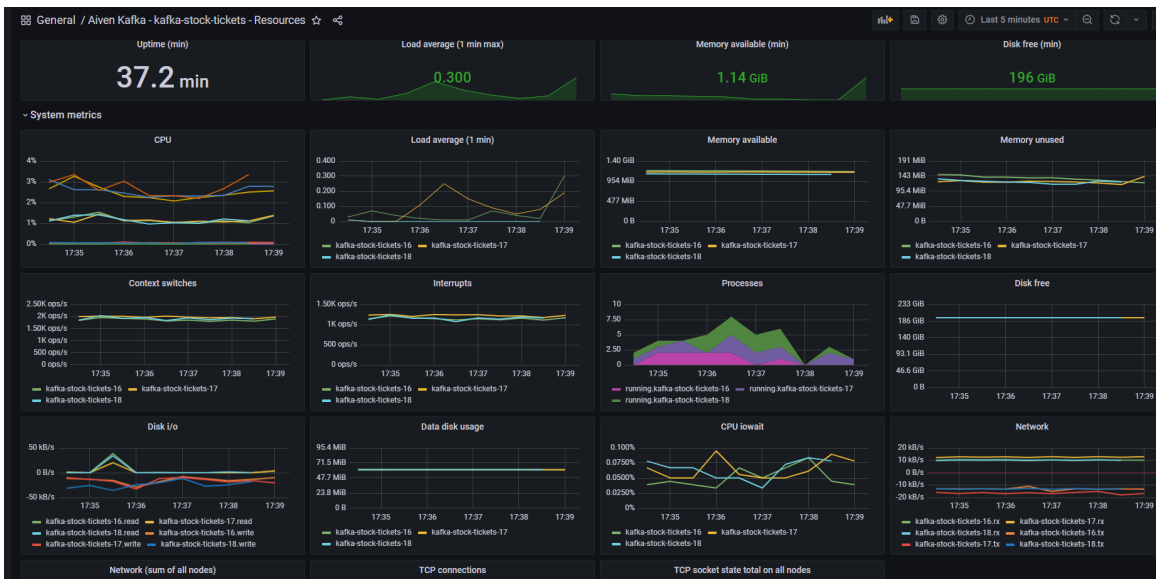 General / Aiven Kafka - kafka-stock-tickets - Resources
Last 5 minutes UTC
Uptime (min)
Load average (1 min max)
Memory available (min)
Disk free (min)
37.2 min
0.300
1.14 GiB
196 GiB
System metrics
CPU
4%
3%
2%
1%
0%
17:35 17:36 17:37 17:38 17:39
Load average (1 min)
0.400
0.300
0.200
0.100
0
17:35 17:36 17:37 17:38 17:39
kafka-stock-tickets-16 kafka-stock-tickets-17
kafka-stock-tickets-18
Memory available
1.40 GiB
954 MiB
477 MiB
0 B
17:35 17:36 17:37 17:38 17:39
kafka-stock-tickets-16 kafka-stock-tickets-17
kafka-stock-tickets-18
Memory unused
191 MiB
143 MiB
95.4 MiB
47.7 MiB
0 B
17:35 17:36 17:37 17:38 17:39
kafka-stock-tickets-16 kafka-stock-tickets-17
kafka-stock-tickets-18
Context switches
2.50K ops/s
2K ops/s
1.50K ops/s
1K ops/s
500 ops/s
0 ops/s
17:35 17:36 17:37 17:38 17:39
kafka-stock-tickets-16 kafka-stock-tickets-17
kafka-stock-tickets-18
Interrupts
1.50K ops/s
1K ops/s
500 ops/s
0 ops/s
17:35 17:36 17:37 17:38 17:39
kafka-stock-tickets-16 kafka-stock-tickets-17
kafka-stock-tickets-18
Processes
10
7.50
5
2.50
0
17:35 17:36 17:37 17:38 17:39
running.kafka-stock-tickets-16 running.kafka-stock-tickets-17
running.kafka-stock-tickets-18
Disk free
233 GiB
186 GiB
140 GiB
93.1 GiB
46.6 GiB
0 B
17:35 17:36 17:37 17:38 17:39
Disk i/o
50 kB/s
0 B/s
-50 kB/s
17:35 17:36 17:37 17:38 17:39
kafka-stock-tickets-16.read kafka-stock-tickets-17.read
kafka-stock-tickets-18.read kafka-stock-tickets-16.write
kafka-stock-tickets-17.write kafka-stock-tickets-18.write
Data disk usage
95.4 MiB
71.5 MiB
47.7 MiB
23.8 MiB
0 B
17:35 17:36 17:37 17:38 17:39
kafka-stock-tickets-16 kafka-stock-tickets-17
kafka-stock-tickets-18
CPU iowait
0.100%
0.0750%
0.0500%
0.0250%
0%
17:35 17:36 17:37 17:38 17:39
kafka-stock-tickets-16 kafka-stock-tickets-17
kafka-stock-tickets-18
Network
20 kB/s
10 kB/s
0 B/s
-10 kB/s
-20 kB/s
17:35 17:36 17:37 17:38 17:39
kafka-stock-tickets-16.rx kafka-stock-tickets-17.rx
kafka-stock-tickets-18.rx kafka-stock-tickets-16.tx
kafka-stock-tickets-17.tx kafka-stock-tickets-18.tx
Network (sum of all nodes)
TCP connections
TCP socket state total on all nodes